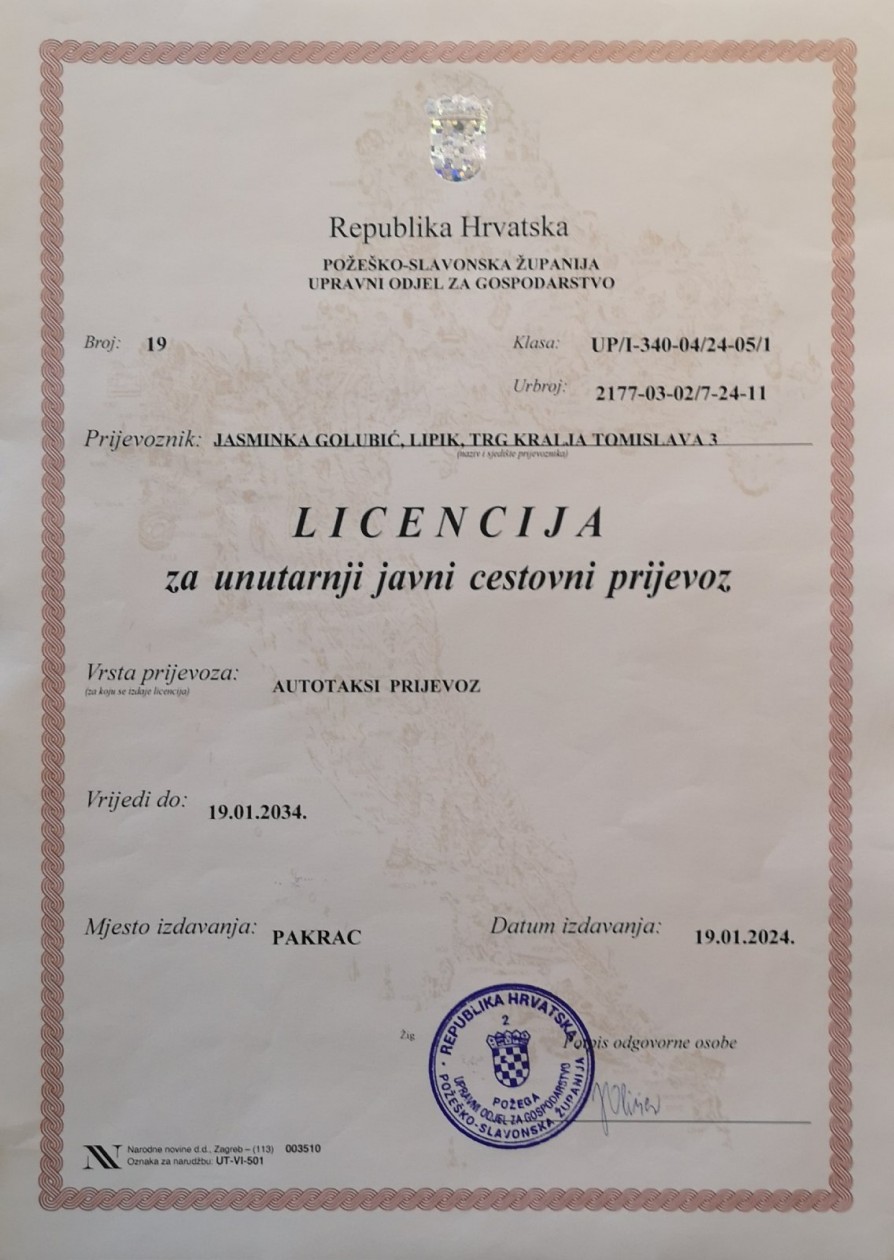 Republika Hrvatska
POŽEŠKO-SLAVONSKA ŽUPANIJA
UPRAVNI ODJEL ZA GOSPODARSTVO
Broj: 19
Klasa: UP/I-340-04/24-05/1
Urbroj: 2177-03-02/7-24-11
Prijevoznik: JASMINKA GOLUBIĆ, LIPIK, TRG KRALJA TOMISLAVA 3
(naziv i sjedište prijevoznika)
LICENCIJA
za unutarnji javni cestovni prijevoz
Vrsta prijevoza: AUTOTAKSI PRIJEVOZ
(za koju se izdaje licencija)
Vrijedi do: 19.01.2034.
Mjesto izdavanja: PAKRAC
Datum izdavanja: 19.01.2024.
Žig
REPUBLIKA HRVATSKA
2
POŽEGA
UPRAVNI ODJEL ZA GOSPODARSTVO
POŽEŠKO-SLAVONSKA ŽUPANIJA
Potpis odgovorne osobe
Narodne novine d.d., Zagreb – (113) 003510
Oznaka za narudžbu: UT-VI-501